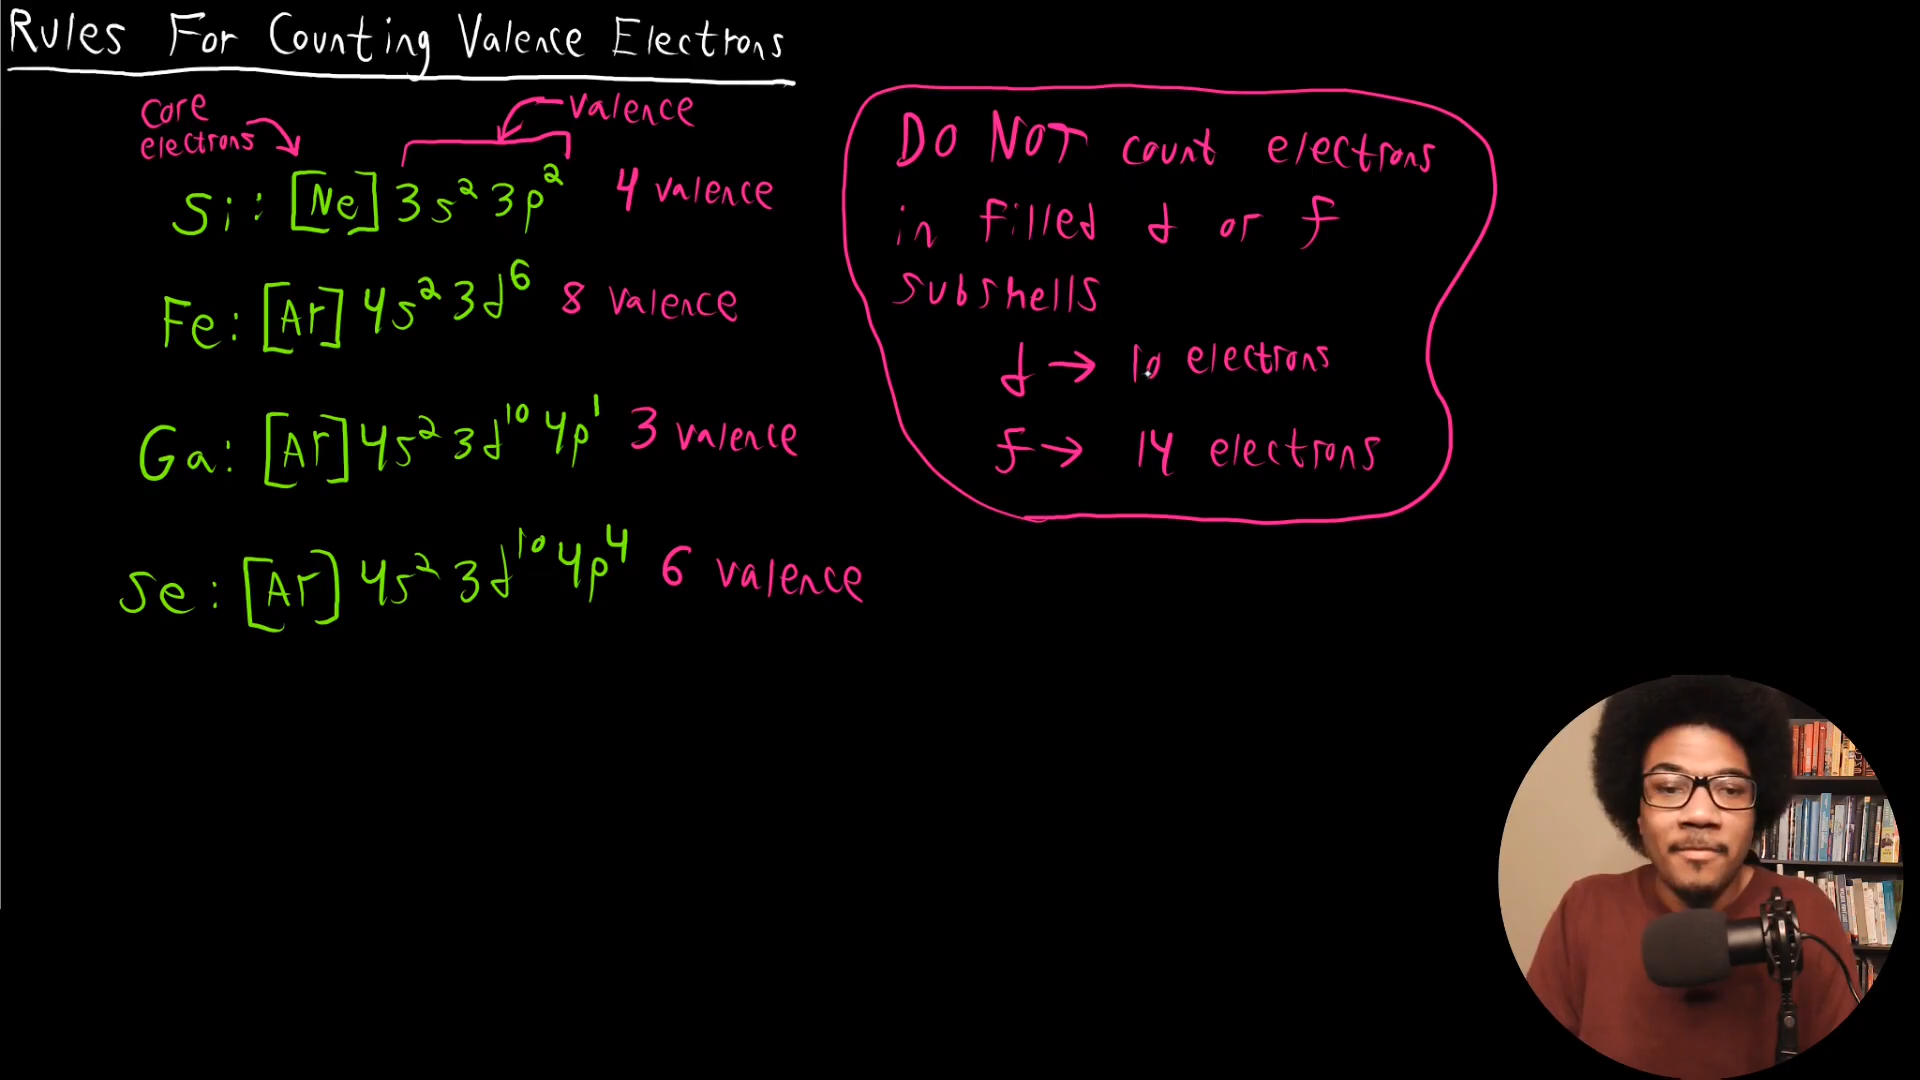 Rules For Counting Valence Electrons
core
electrons
valence
Si: [Ne] 3s² 3p² 4 valence
Fe: [Ar] 4s² 3d⁶ 8 valence
Ga: [Ar] 4s² 3d¹⁰ 4p¹ 3 valence
Se: [Ar] 4s² 3d¹⁰ 4p⁴ 6 valence
DO NOT count electrons
in filled d or f
subshells
d → 10 electrons
f → 14 electrons